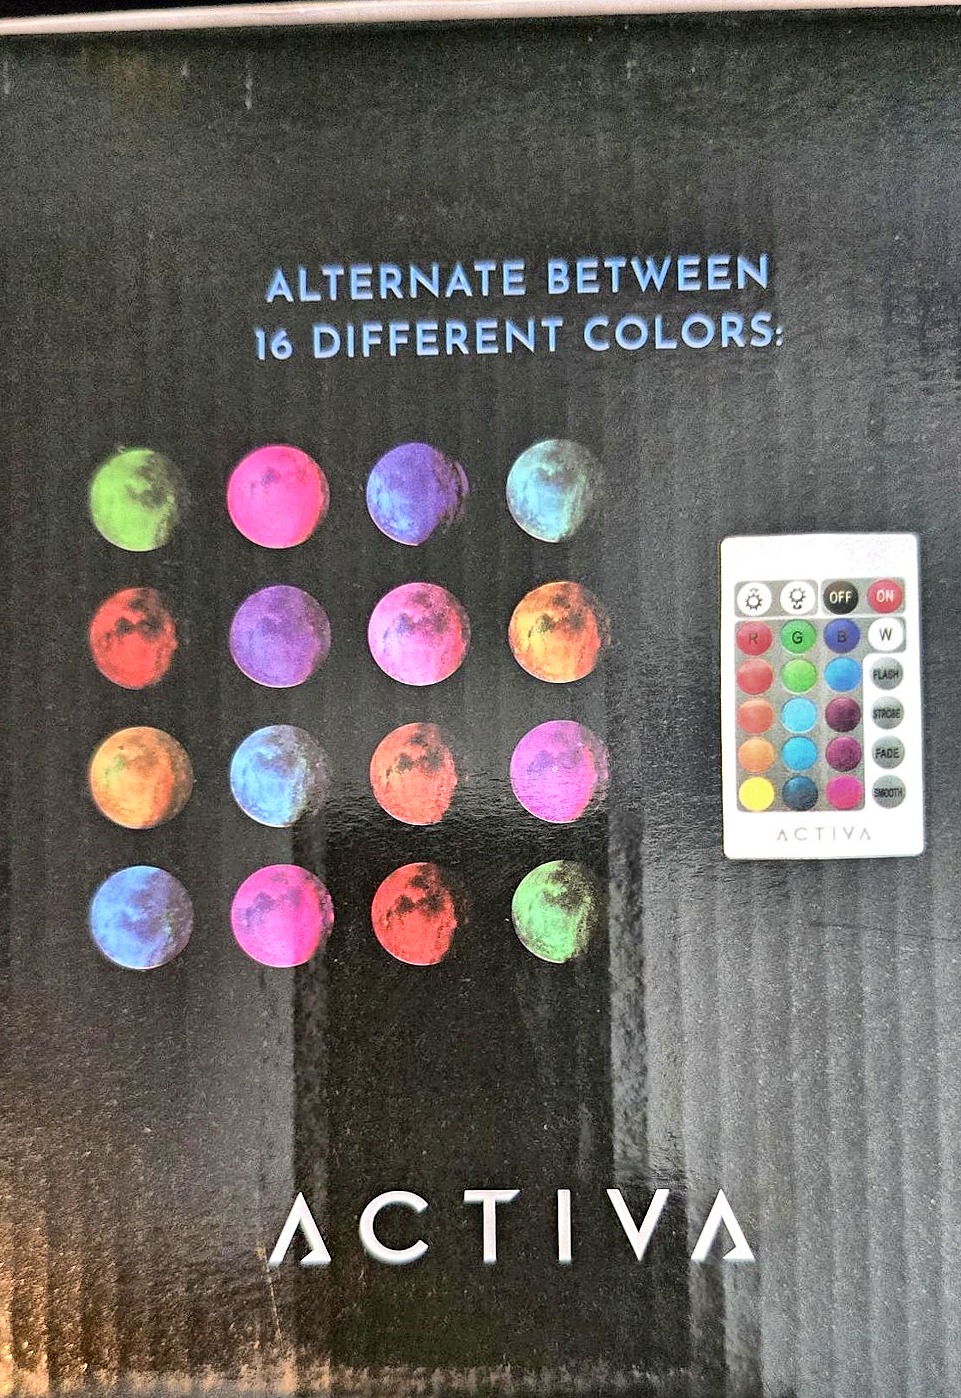 ALTERNATE BETWEEN
16 DIFFERENT COLORS:
OFF ON
R G B W
FLASH
STROBE
FADE
SMOOTH
ACTIVA
ACTIVA